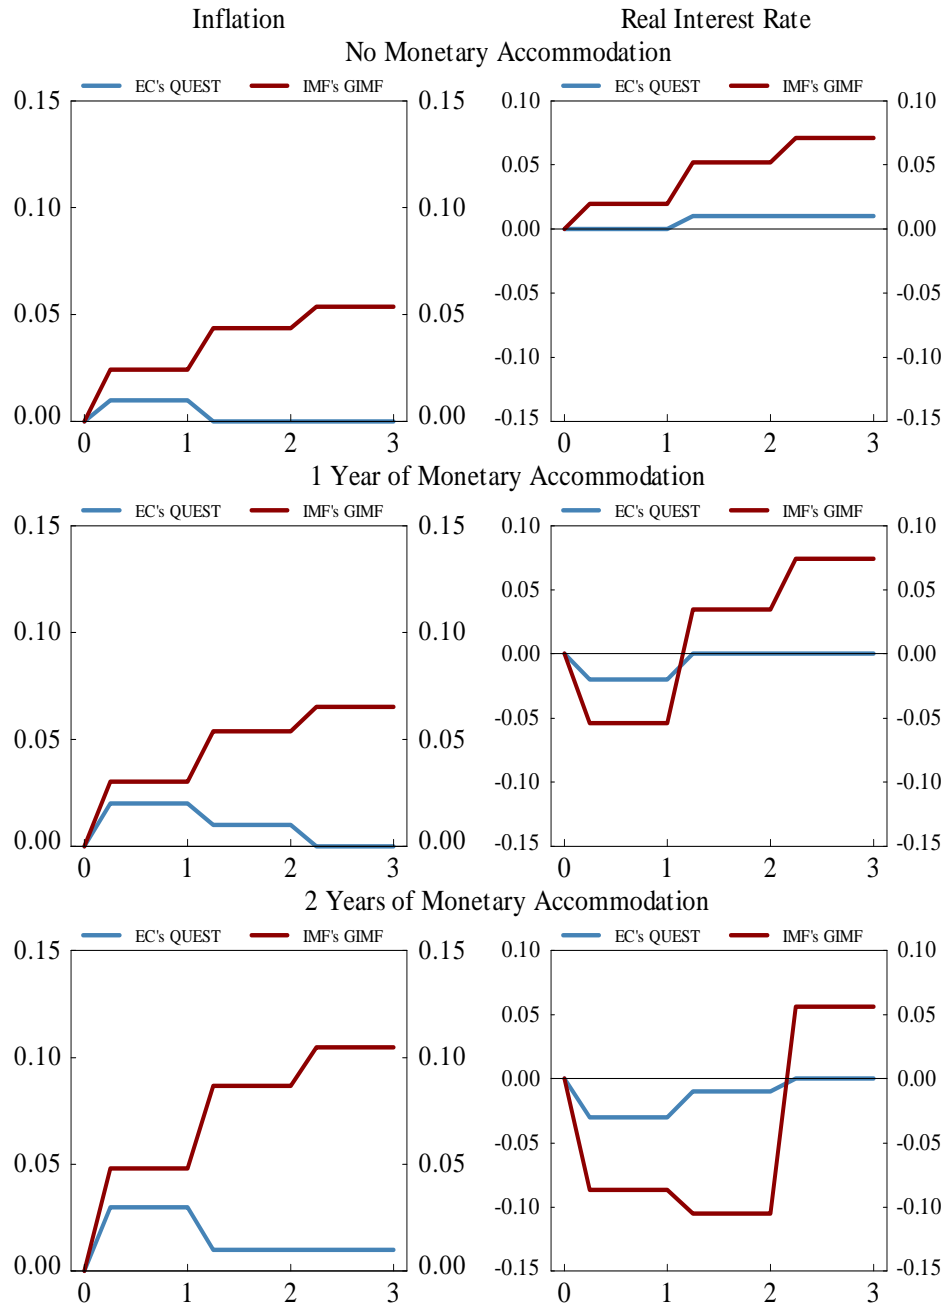 Inflation Real Interest Rate
No Monetary Accommodation
EC's QUEST IMF's GIMF EC's QUEST IMF's GIMF
0.15 0.15 0.10 0.10
0.05 0.05
0.10 0.10
0.00 0.00
0.05 0.05
-0.05 -0.05
-0.10 -0.10
0.00 0.00
-0.15 -0.15
0 1 2 3 0 1 2 3
1 Year of Monetary Accommodation
EC's QUEST IMF's GIMF EC's QUEST IMF's GIMF
0.15 0.15 0.10 0.10
0.05 0.05
0.10 0.10
0.00 0.00
0.05 0.05
-0.05 -0.05
-0.10 -0.10
0.00 0.00
-0.15 -0.15
0 1 2 3 0 1 2 3
2 Years of Monetary Accommodation
EC's QUEST IMF's GIMF EC's QUEST IMF's GIMF
0.15 0.15 0.10 0.10
0.05 0.05
0.10 0.10
0.00 0.00
0.05 0.05
-0.05 -0.05
-0.10 -0.10
0.00 0.00
-0.15 -0.15
0 1 2 3 0 1 2 3